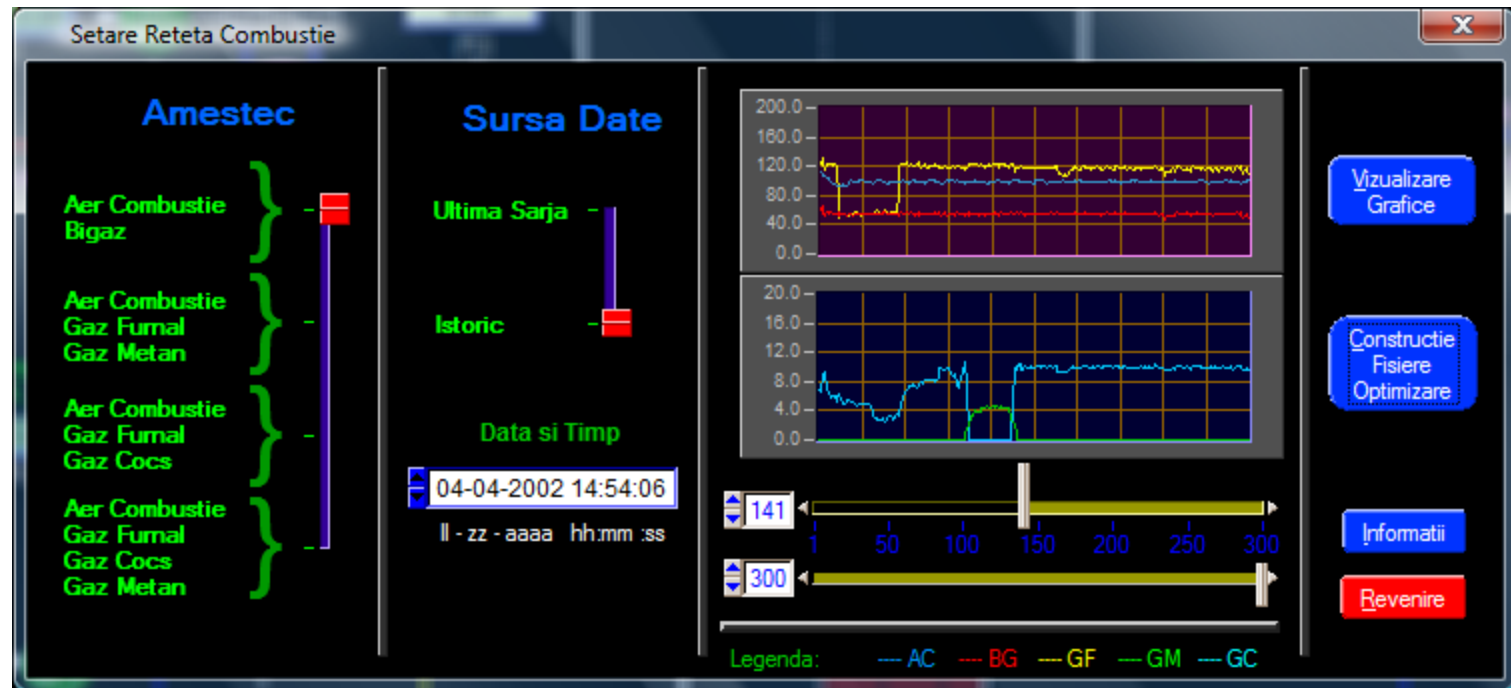 Setare Reteta Combustie
Amestec
Aer Combustie
Bigaz
Aer Combustie
Gaz Furnal
Gaz Metan
Aer Combustie
Gaz Furnal
Gaz Cocs
Aer Combustie
Gaz Furnal
Gaz Cocs
Gaz Metan
Sursa Date
Ultima Sarja
Istoric
Data si Timp
04-04-2002 14:54:06
ll - zz - aaaa hh:mm :ss
200.0
160.0
120.0
80.0
40.0
0.0
20.0
16.0
12.0
8.0
4.0
0.0
141
1 50 100 150 200 250 300
300
Legenda: ---- AC ---- BG ---- GF ---- GM ---- GC
Vizualizare
Grafice
Constructie
Fisiere
Optimizare
Informatii
Revenire